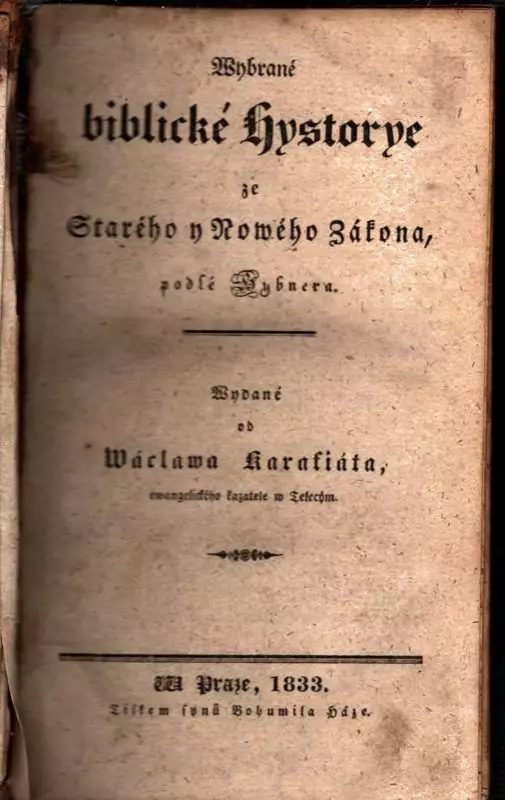 Wybrané
biblické Hystorye
ze
Starého y Nowého Zákona,
podlé Hybnera.
Wydané
od
Wáclawa Karafiáta,
ewangelického kazatele w Telecým.
W Praze, 1833.
Tiskem synů Bohumila Háze.